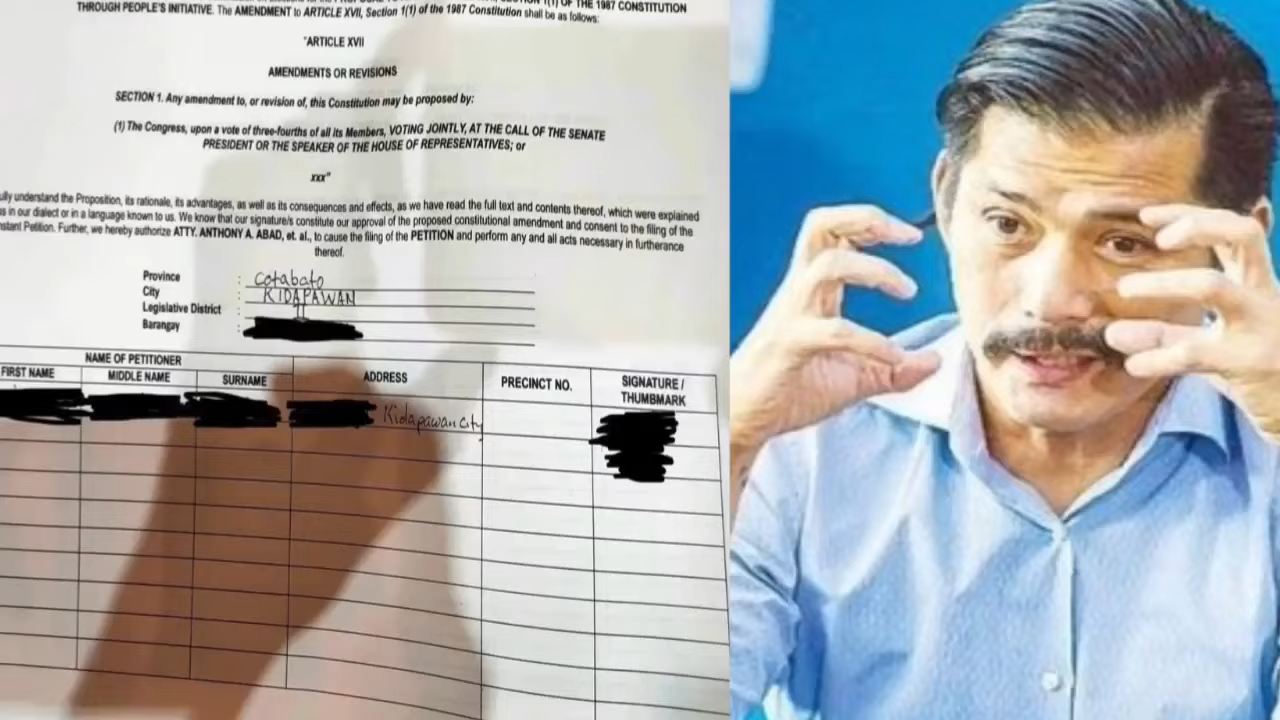 SECTION 1(1) OF THE 1987 CONSTITUTION
THROUGH PEOPLE'S INITIATIVE. The AMENDMENT to ARTICLE XVII, Section 1(1) of the 1987 Constitution shall be as follows:
"ARTICLE XVII
AMENDMENTS OR REVISIONS
SECTION 1. Any amendment to, or revision of, this Constitution may be proposed by:
(1) The Congress, upon a vote of three-fourths of all its Members, VOTING JOINTLY, AT THE CALL OF THE SENATE
PRESIDENT OR THE SPEAKER OF THE HOUSE OF REPRESENTATIVES; or
xxx"
understand the Proposition, its rationale, its advantages, as well as its consequences and effects, as we have read the full text and contents thereof, which were explained
us in our dialect or in a language known to us. We know that our signature/s constitute our approval of the proposed constitutional amendment and consent to the filing of the
Petition. Further, we hereby authorize ATTY. ANTHONY A. ABAD, et. al., to cause the filing of the PETITION and perform any and all acts necessary in furtherance
thereof.
Province : Cotabato
City : KIDAPAWAN
Legislative District : II
Barangay :
NAME OF PETITIONER
FIRST NAME MIDDLE NAME SURNAME ADDRESS PRECINCT NO. SIGNATURE / THUMBMARK
Kidapawan City